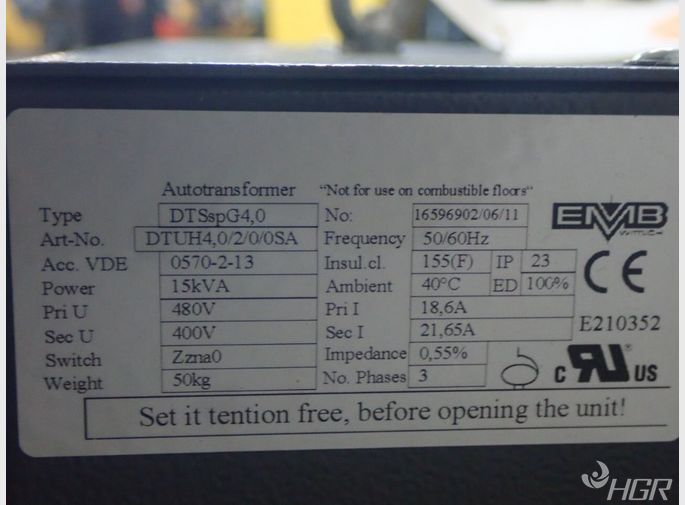 Autotransformer "Not for use on combustible floors"
Type DTSspG4,0 No: 16596902/06/11
Art-No. DTUH4,0/2/0/0SA Frequency 50/60Hz
Acc. VDE 0570-2-13 Insul.cl. 155(F) IP 23
Power 15kVA Ambient 40°C ED 100%
Pri U 480V Pri I 18,6A
Sec U 400V Sec I 21,65A
Switch Zzna0 Impedance 0,55%
Weight 50kg No. Phases 3
EMB
WITTLICH
CE
E210352
c RU ® US
Set it tention free, before opening the unit!
HGR